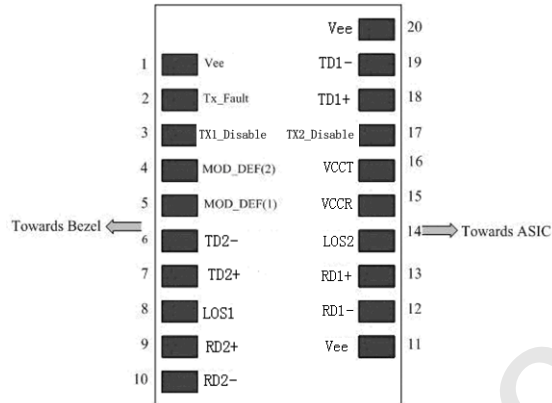 Vee 20
1 Vee TD1- 19
2 Tx_Fault TD1+ 18
3 TX1_Disable TX2_Disable 17
4 MOD_DEF(2) VCCT 16
5 MOD_DEF(1) VCCR 15
Towards Bezel 6 TD2- LOS2 14 Towards ASIC
7 TD2+ RD1+ 13
8 LOS1 RD1- 12
9 RD2+ Vee 11
10 RD2-